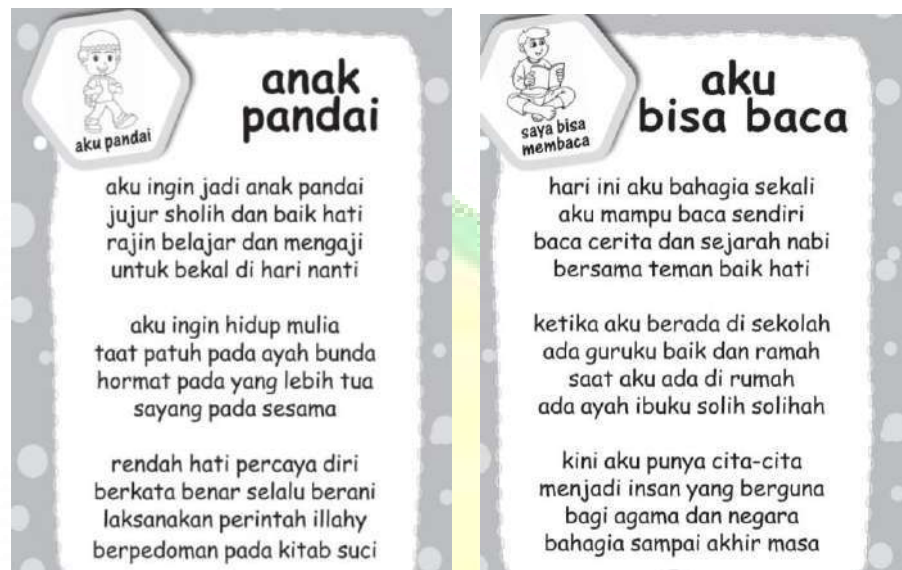 aku pandai
anak
pandai
aku ingin jadi anak pandai
jujur sholih dan baik hati
rajin belajar dan mengaji
untuk bekal di hari nanti
aku ingin hidup mulia
taat patuh pada ayah bunda
hormat pada yang lebih tua
sayang pada sesama
rendah hati percaya diri
berkata benar selalu berani
laksanakan perintah illahy
berpedoman pada kitab suci
saya bisa
membaca
aku
bisa baca
hari ini aku bahagia sekali
aku mampu baca sendiri
baca cerita dan sejarah nabi
bersama teman baik hati
ketika aku berada di sekolah
ada guruku baik dan ramah
saat aku ada di rumah
ada ayah ibuku solih solihah
kini aku punya cita-cita
menjadi insan yang berguna
bagi agama dan negara
bahagia sampai akhir masa